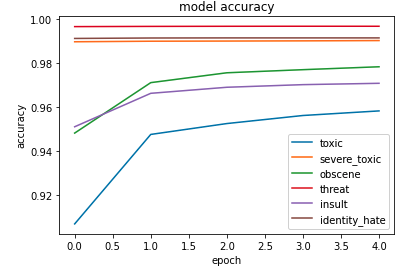 model accuracy
1.00
0.98
0.96
0.94
0.92
accuracy
0.0 0.5 1.0 1.5 2.0 2.5 3.0 3.5 4.0
epoch
toxic
severe_toxic
obscene
threat
insult
identity_hate